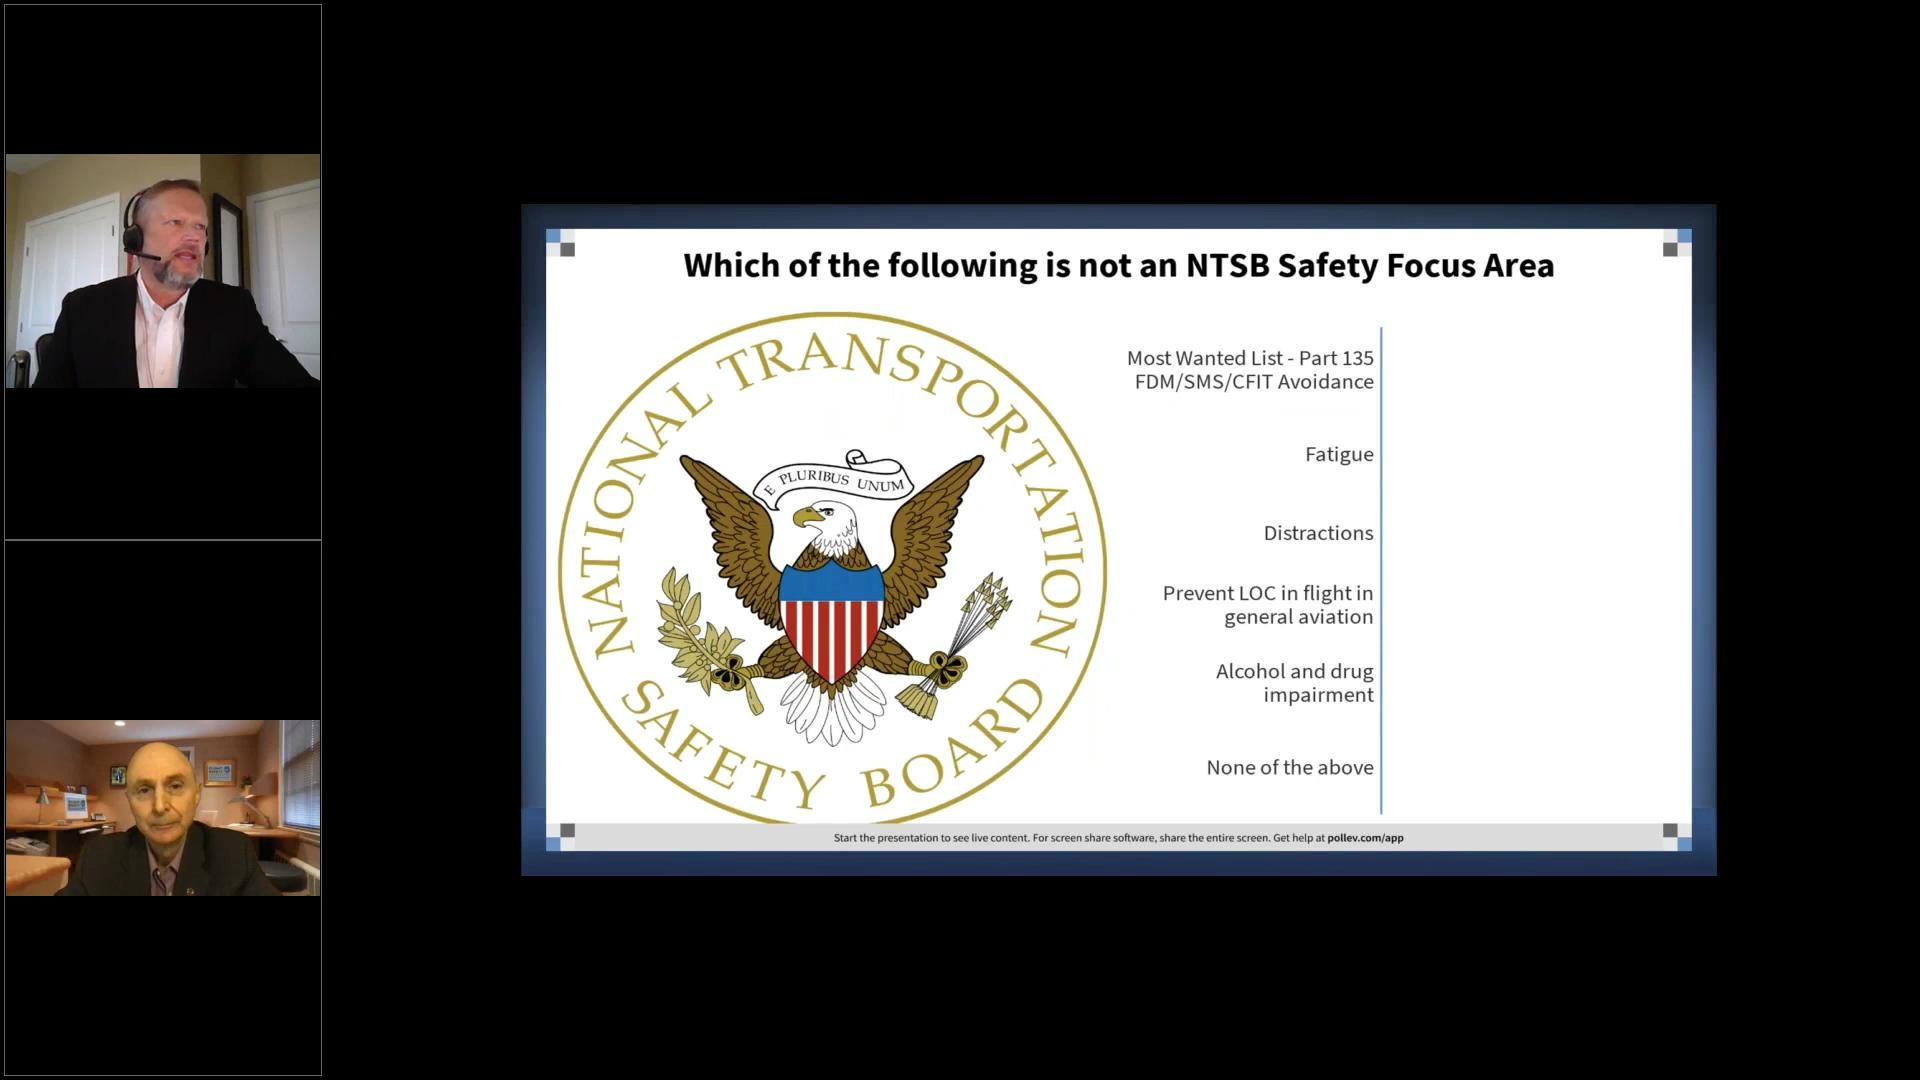 Which of the following is not an NTSB Safety Focus Area
NATIONAL TRANSPORTATION
SAFETY BOARD
E PLURIBUS UNUM
Most Wanted List - Part 135
FDM/SMS/CFIT Avoidance
Fatigue
Distractions
Prevent LOC in flight in
general aviation
Alcohol and drug
impairment
None of the above
Start the presentation to see live content. For screen share software, share the entire screen. Get help at pollev.com/app